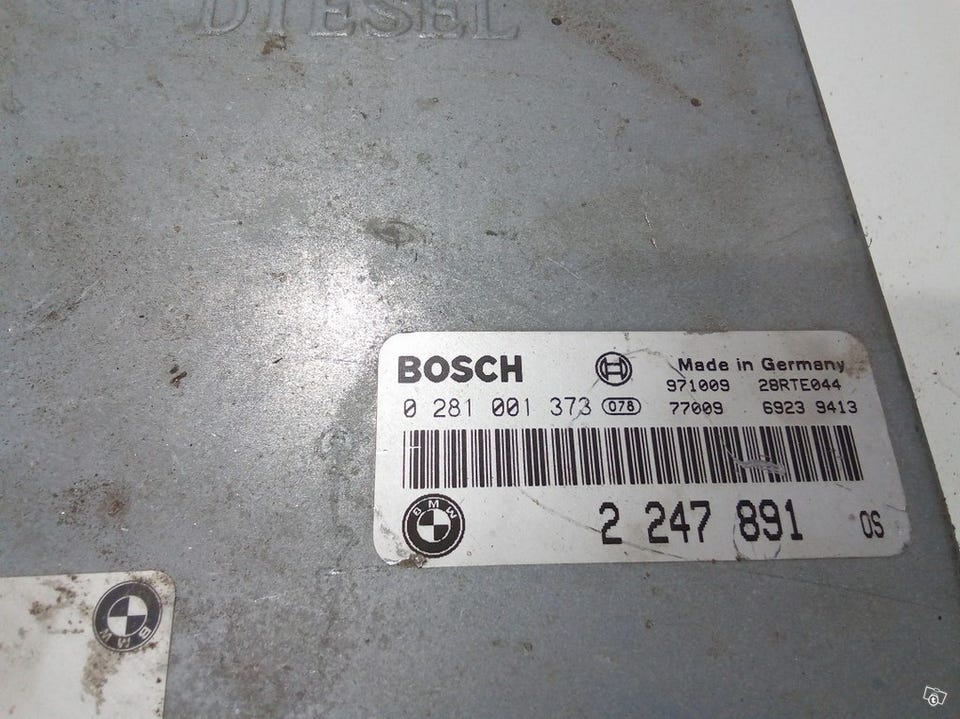 DIESEL
BOSCH
Made in Germany
971009 28RTE044
0 281 001 373 078 77009 6923 9413
BMW
2 247 891 OS
BMW